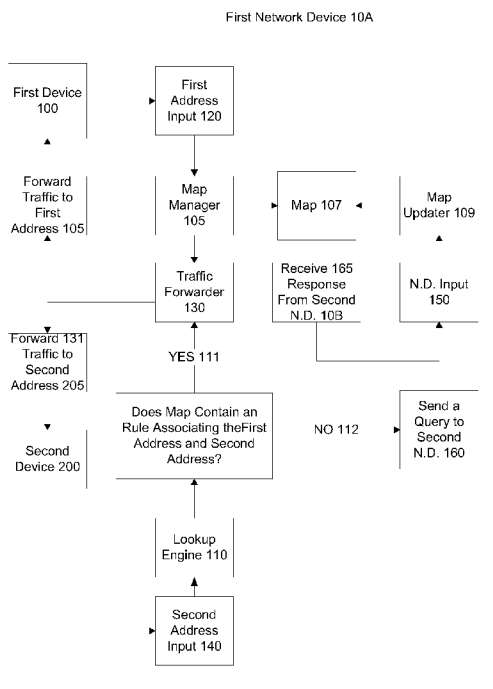 First Network Device 10A
First Device
100
First
Address
Input 120
Forward
Traffic to
First
Address 105
Map
Manager
105
Map 107
Map
Updater 109
Traffic
Forwarder
130
Receive 165
Response
From Second
N.D. 10B
N.D. Input
150
Forward 131
Traffic to
Second
Address 205
YES 111
Does Map Contain an
Rule Associating theFirst
Address and Second
Address?
NO 112
Send a
Query to
Second
N.D. 160
Second
Device 200
Lookup
Engine 110
Second
Address
Input 140